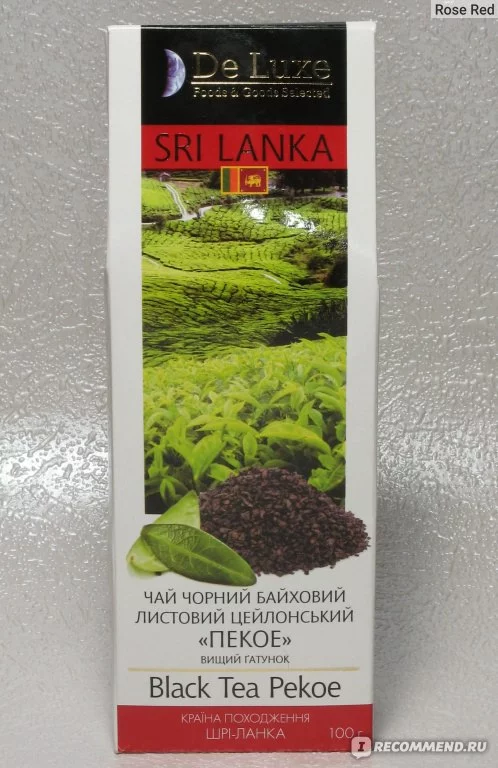 Rose Red
De Luxe
Foods & Goods Selected
SRI LANKA
ЧАЙ ЧОРНИЙ БАЙХОВИЙ
ЛИСТОВИЙ ЦЕЙЛОНСЬКИЙ
«ПЕКОЕ»
ВИЩИЙ ГАТУНОК
Black Tea Pekoe
КРАЇНА ПОХОДЖЕННЯ
ШРІ-ЛАНКА 100 г
IRECOMMEND.RU